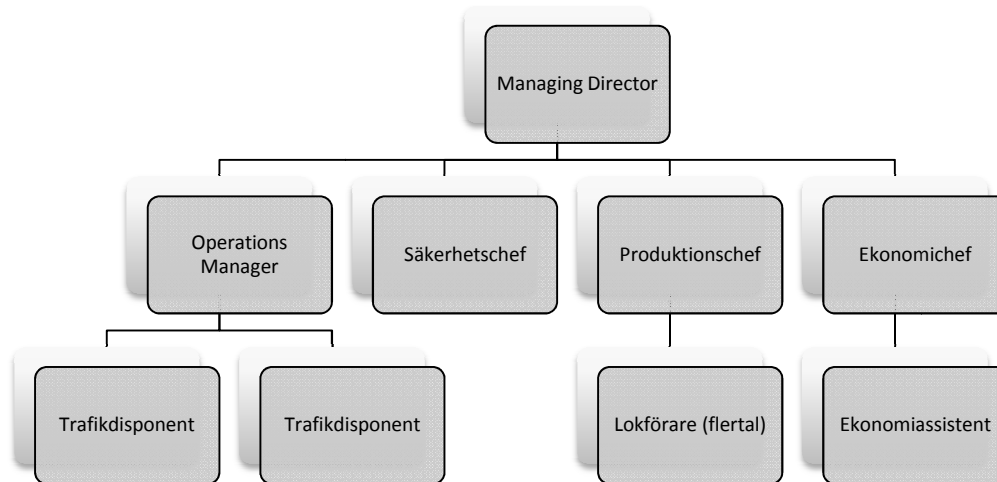 Managing Director
Operations
Manager
Säkerhetschef
Produktionschef
Ekonomichef
Trafikdisponent
Trafikdisponent
Lokförare (flertal)
Ekonomiassistent